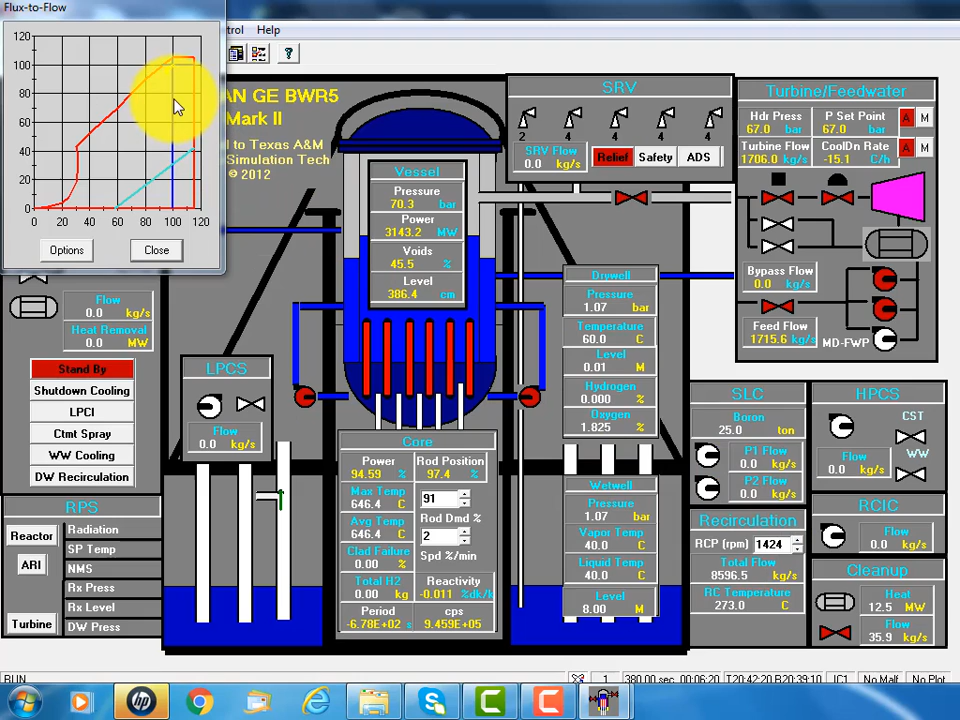 Flux-to-Flow
120
100
80
60
40
20
0
0 20 40 60 80 100 120
Options
Close
Help
?
AN GE BWR5
Mark II
to Texas A&M
Simulation Tech
© 2012
SRV
2 4 4 4 4
SRV Flow
0.0 kg/s
Relief
Safety
ADS
Turbine/Feedwater
Hdr Press
67.0
bar
P Set Point
67.0
bar
A
M
Turbine Flow
1706.0 kg/s
CoolDn Rate
-15.1 C/h
A
M
Bypass Flow
0.0 kg/s
Feed Flow
1715.6 kg/s
MD-FWP
Vessel
Pressure
70.3 bar
Power
3143.2 MW
Voids
45.5 %
Level
386.4 cm
Flow
0.0 kg/s
Heat Removal
0.0 MW
Stand By
Shutdown Cooling
LPCI
Ctmt Spray
WW Cooling
DW Recirculation
LPCS
Flow
0.0 kg/s
Drywell
Pressure
1.07 bar
Temperature
60.0 C
Level
0.01 M
Hydrogen
0.000 %
Oxygen
1.825 %
Wetwell
Pressure
1.07 bar
Vapor Temp
40.0 C
Liquid Temp
40.0 C
Level
8.00 M
Core
Power
94.59 %
Rod Position
97.4 %
Max Temp
646.4 C
91
Rod Dmd %
Avg Temp
646.4 C
2
Spd %/min
Clad Failure
0.00 %
Total H2
0.00 kg
Reactivity
-0.011 %dk/k
Period
-6.78E+02 s
cps
9.459E+05
RPS
Reactor
ARI
Turbine
Radiation
SP Temp
NMS
Rx Press
Rx Level
DW Press
SLC
Boron
25.0 ton
P1 Flow
0.0 kg/s
P2 Flow
0.0 kg/s
HPCS
CST
WW
Flow
0.0 kg/s
Recirculation
RCP (rpm) 1424
Total Flow
8596.5 kg/s
RC Temperature
273.0 C
RCIC
Flow
0.0 kg/s
Cleanup
Heat
12.5 MW
Flow
35.9 kg/s
RUN
1
380.00 sec
00:06:20
T20:42:20
R20:39:10
IC1
No Malf
No Plot